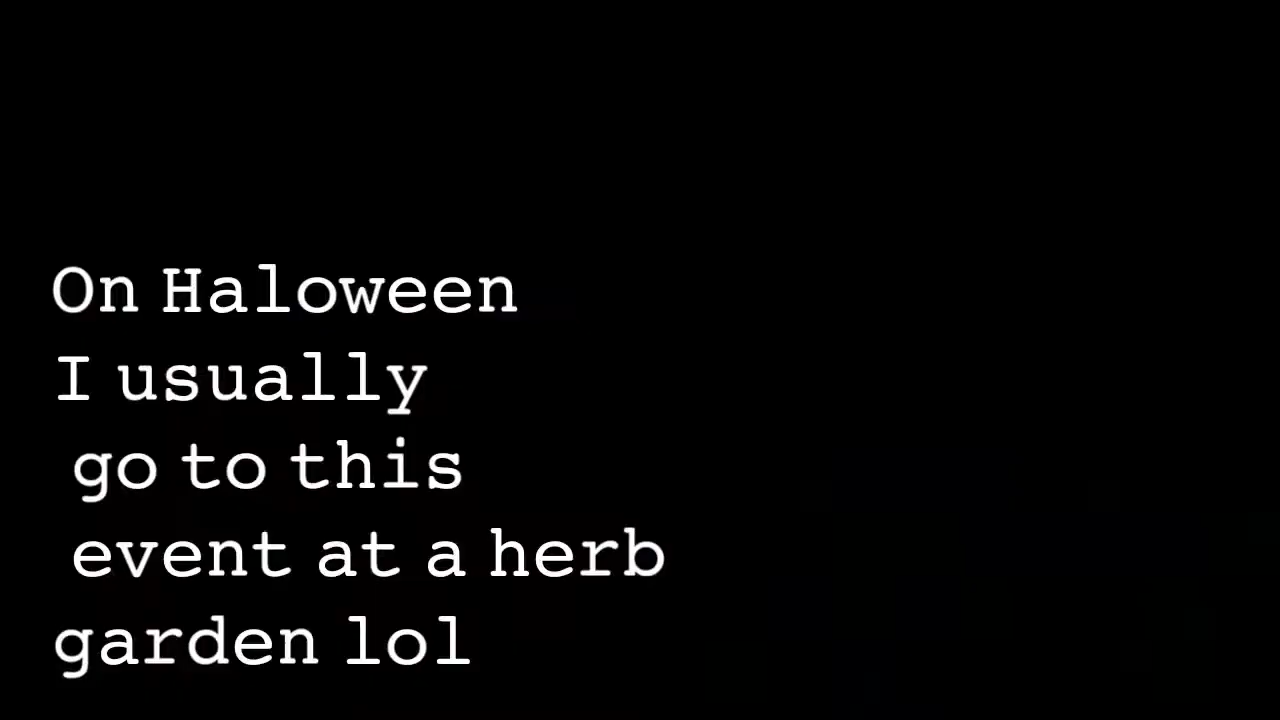 On Haloween
I usually
go to this
event at a herb
garden lol